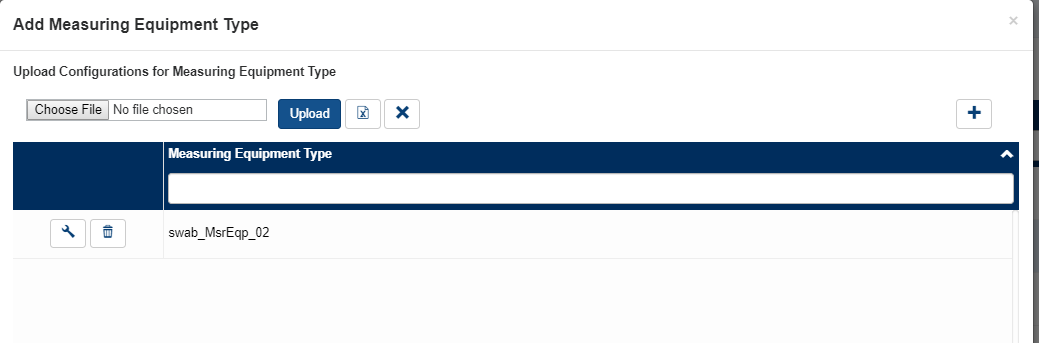 Add Measuring Equipment Type
×
Upload Configurations for Measuring Equipment Type
Choose File No file chosen Upload
Measuring Equipment Type
swab_MsrEqp_02